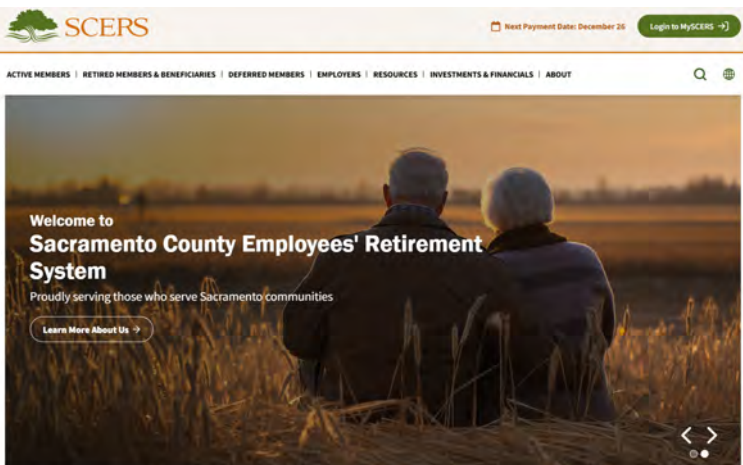 SCERS
Next Payment Date: December 26
Login to MySCERS
ACTIVE MEMBERS | RETIRED MEMBERS & BENEFICIARIES | DEFERRED MEMBERS | EMPLOYERS | RESOURCES | INVESTMENTS & FINANCIALS | ABOUT
Welcome to
Sacramento County Employees' Retirement
System
Proudly serving those who serve Sacramento communities
Learn More About Us →